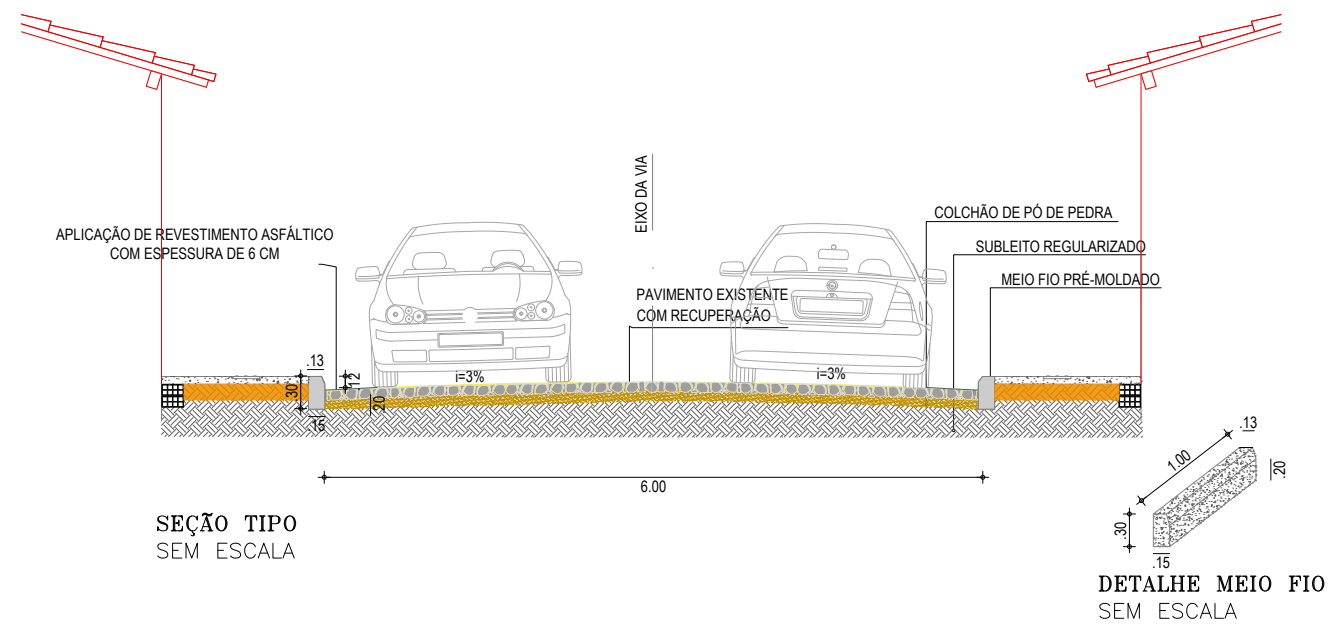 EIXO DA VIA
APLICAÇÃO DE REVESTIMENTO ASFÁLTICO
COM ESPESSURA DE 6 CM
COLCHÃO DE PÓ DE PEDRA
SUBLEITO REGULARIZADO
MEIO FIO PRÉ-MOLDADO
PAVIMENTO EXISTENTE
COM RECUPERAÇÃO
.13
12
i=3%
i=3%
.30
.20
.15
6.00
.13
1.00
.20
.30
.15
SEÇÃO TIPO
SEM ESCALA
DETALHE MEIO FIO
SEM ESCALA